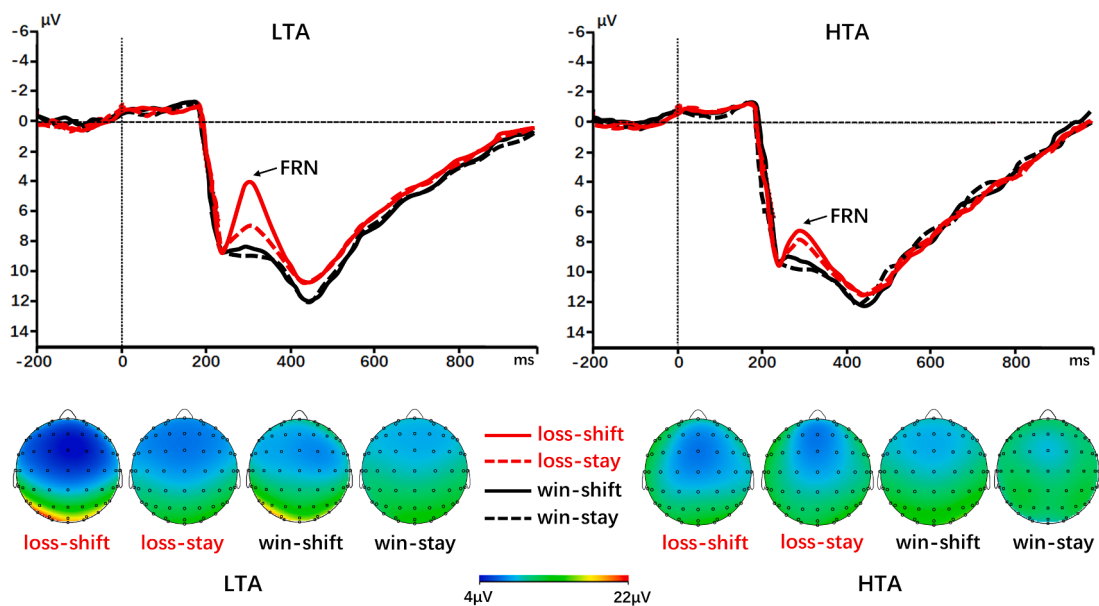 µV
LTA
-6
-4
-2
0
2
4
6
8
10
12
14
FRN
-200
0
200
400
600
800
ms
µV
HTA
-6
-4
-2
0
2
4
6
8
10
12
14
FRN
-200
0
200
400
600
800
ms
loss-shift
loss-stay
win-shift
win-stay
loss-shift
loss-stay
win-shift
win-stay
loss-shift
loss-stay
win-shift
win-stay
LTA
4µV
22µV
HTA